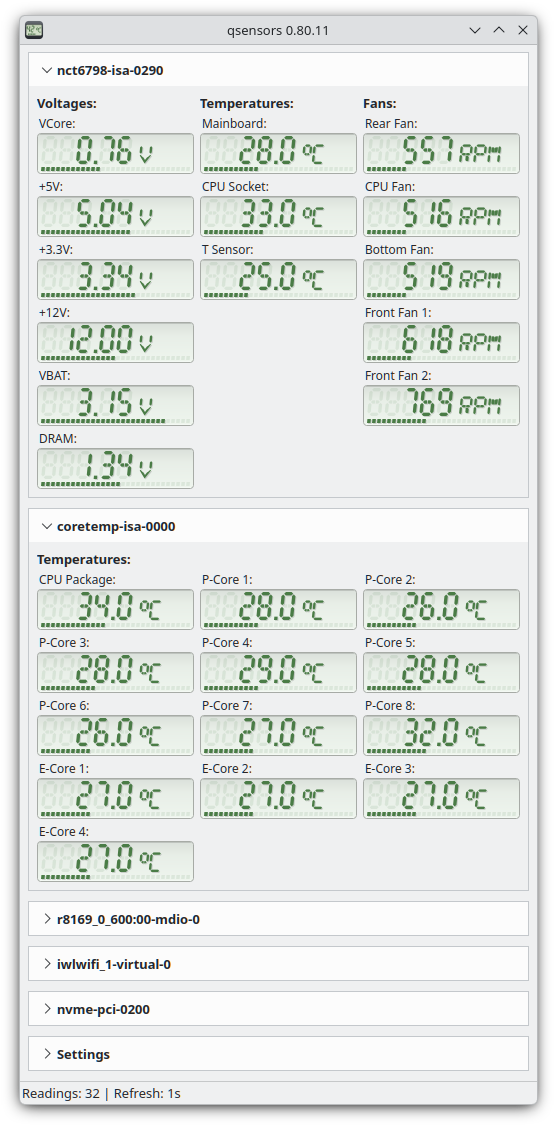 qsensors 0.80.11
nct6798-isa-0290
Voltages: Temperatures: Fans:
VCore: Mainboard: Rear Fan:
0.76 V 28.0 °C 557 RPM
+5V: CPU Socket: CPU Fan:
5.04 V 33.0 °C 516 RPM
+3.3V: T Sensor: Bottom Fan:
3.34 V 25.0 °C 519 RPM
+12V: Front Fan 1:
12.00 V 618 RPM
VBAT: Front Fan 2:
3.15 V 769 RPM
DRAM:
1.34 V
coretemp-isa-0000
Temperatures:
CPU Package: P-Core 1: P-Core 2:
34.0 °C 28.0 °C 26.0 °C
P-Core 3: P-Core 4: P-Core 5:
28.0 °C 29.0 °C 28.0 °C
P-Core 6: P-Core 7: P-Core 8:
26.0 °C 27.0 °C 32.0 °C
E-Core 1: E-Core 2: E-Core 3:
27.0 °C 27.0 °C 27.0 °C
E-Core 4:
27.0 °C
r8169_0_600:00-mdio-0
iwlwifi_1-virtual-0
nvme-pci-0200
Settings
Readings: 32 | Refresh: 1s